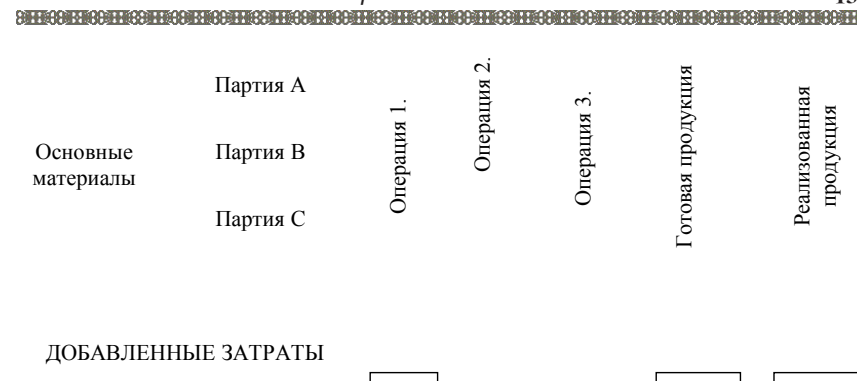 Партия А
Операция 1.
Операция 2.
Операция 3.
Готовая продукция
Реализованная
продукция
Основные
материалы
Партия В
Партия С
ДОБАВЛЕННЫЕ ЗАТРАТЫ